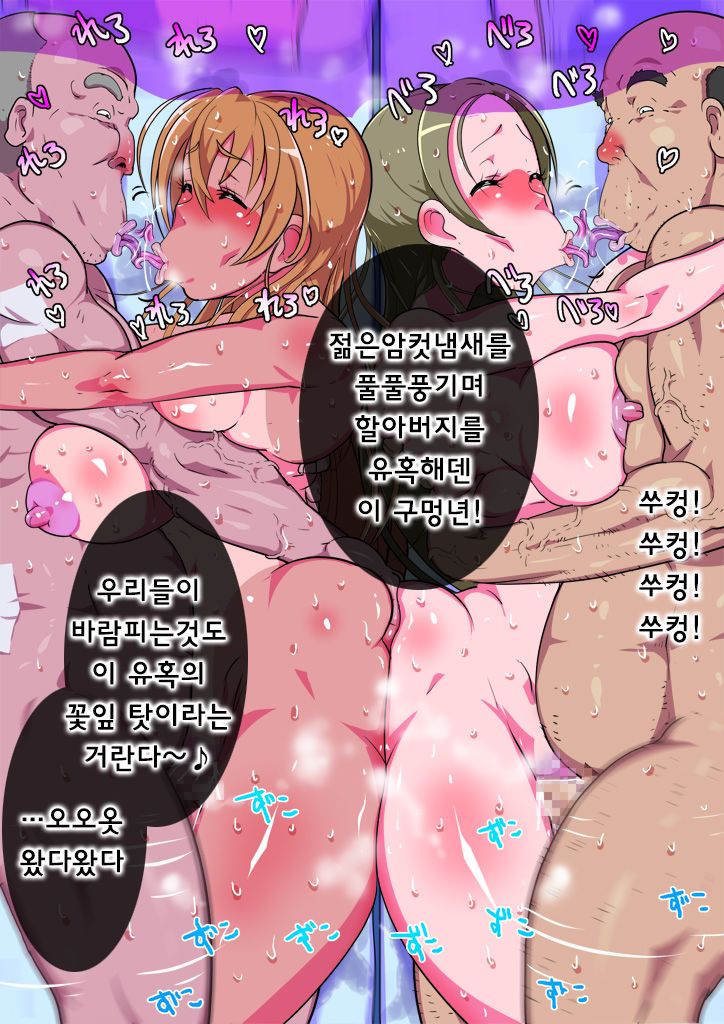 れろ
れろ
べろ
べろ
れろ
れろ
べろ
れろ
れろ
べろ
べろ
젊은암컷냄새를
풀풀풍기며
할아버지를
유혹해덴
이 구멍년!
쑤컹!
쑤컹!
쑤컹!
쑤컹!
우리들이
바람피는것도
이 유혹의
꽃잎 탓이라는
거란다～♪
…오오옷
왔다왔다
ずこ
ずこ
ずこ
ずこ
ずこ
ずこ
ずこ
ずこ
ずこ